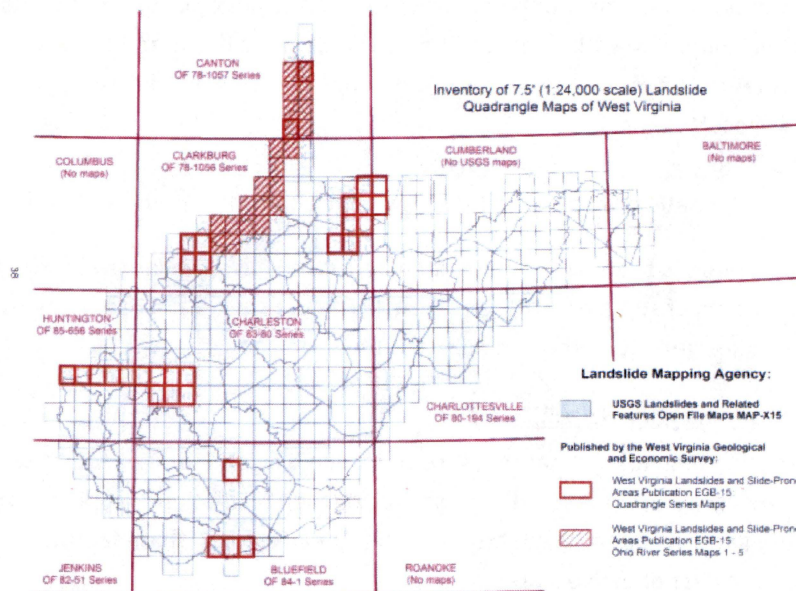 CANTON
OF 78-1057 Series
Inventory of 7.5' (1:24,000 scale) Landslide
Quadrangle Maps of West Virginia
COLUMBUS
(No maps)
CLARKBURG
OF 78-1056 Series
CUMBERLAND
(No USGS maps)
BALTIMORE
(No maps)
38
HUNTINGTON
OF 85-656 Series
CHARLESTON
OF 83-80 Series
CHARLOTTESVILLE
OF 80-194 Series
Landslide Mapping Agency:
USGS Landslides and Related
Features Open File Maps MAP-X15
Published by the West Virginia Geological
and Economic Survey:
West Virginia Landslides and Slide-Pron
Areas Publication EGB-15:
Quadrangle Series Maps
West Virginia Landslides and Slide-Pron
Areas Publication EGB-15
Ohio River Series Maps 1 - 5
JENKINS
OF 82-51 Series
BLUEFIELD
OF 84-1 Series
ROANOKE
(No maps)